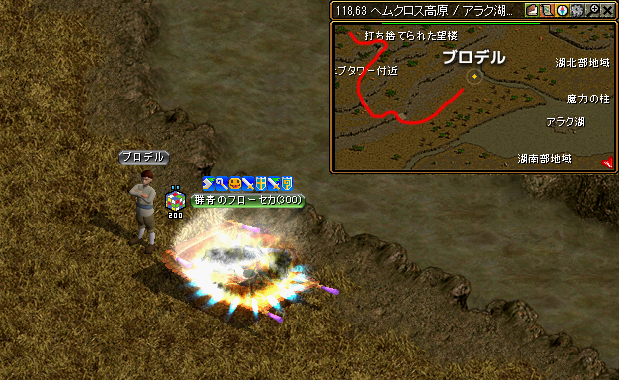 118,63 ヘムクロス高原 / アラク湖...
打ち捨てられた望楼
ブロデル
湖北部地域
ヒブタワー付近
魔力の柱
アラク湖
湖南部地域
ブロデル
群青のフローセカ(300)
200